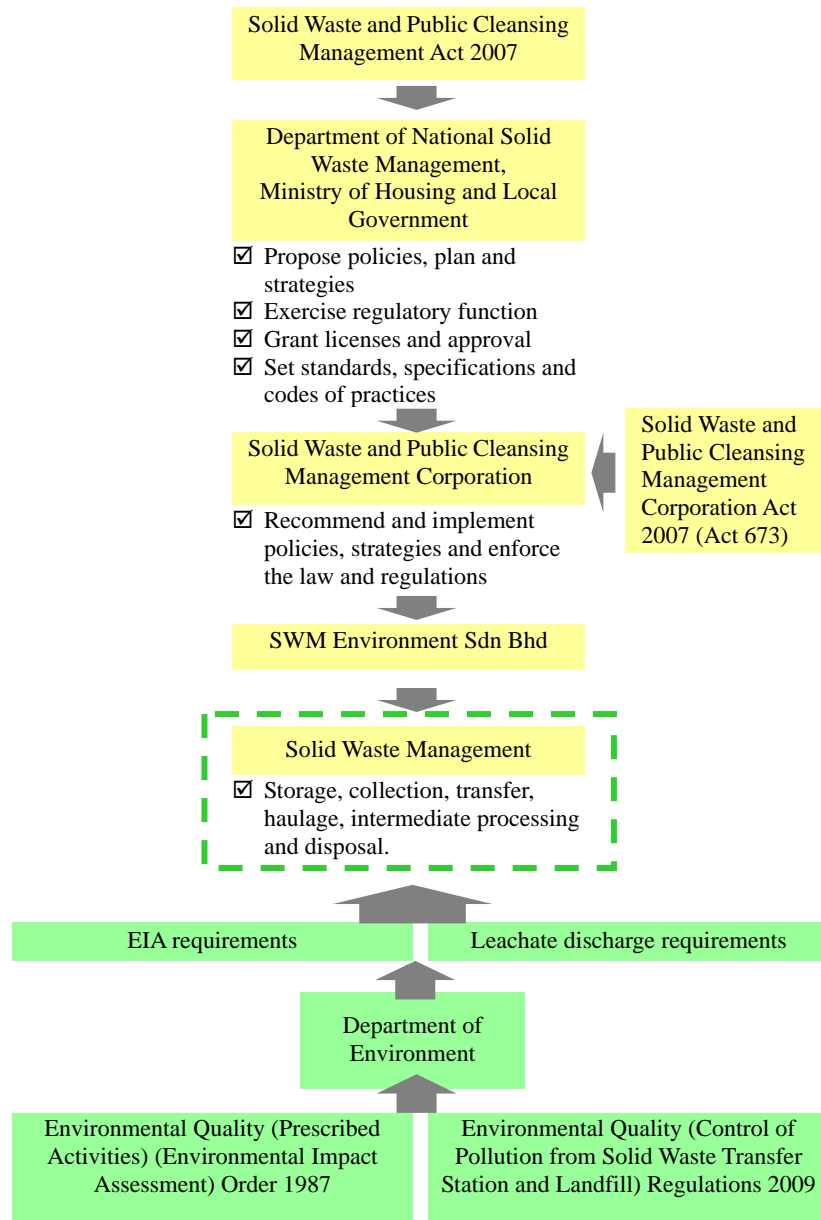 Solid Waste and Public Cleansing
Management Act 2007
Department of National Solid
Waste Management,
Ministry of Housing and Local
Government
☑ Propose policies, plan and
strategies
☑ Exercise regulatory function
☑ Grant licenses and approval
☑ Set standards, specifications and
codes of practices
Solid Waste and Public Cleansing
Management Corporation
Solid Waste and
Public Cleansing
Management
Corporation Act
2007 (Act 673)
☑ Recommend and implement
policies, strategies and enforce
the law and regulations
SWM Environment Sdn Bhd
Solid Waste Management
☑ Storage, collection, transfer,
haulage, intermediate processing
and disposal.
EIA requirements
Leachate discharge requirements
Department of
Environment
Environmental Quality (Prescribed
Activities) (Environmental Impact
Assessment) Order 1987
Environmental Quality (Control of
Pollution from Solid Waste Transfer
Station and Landfill) Regulations 2009